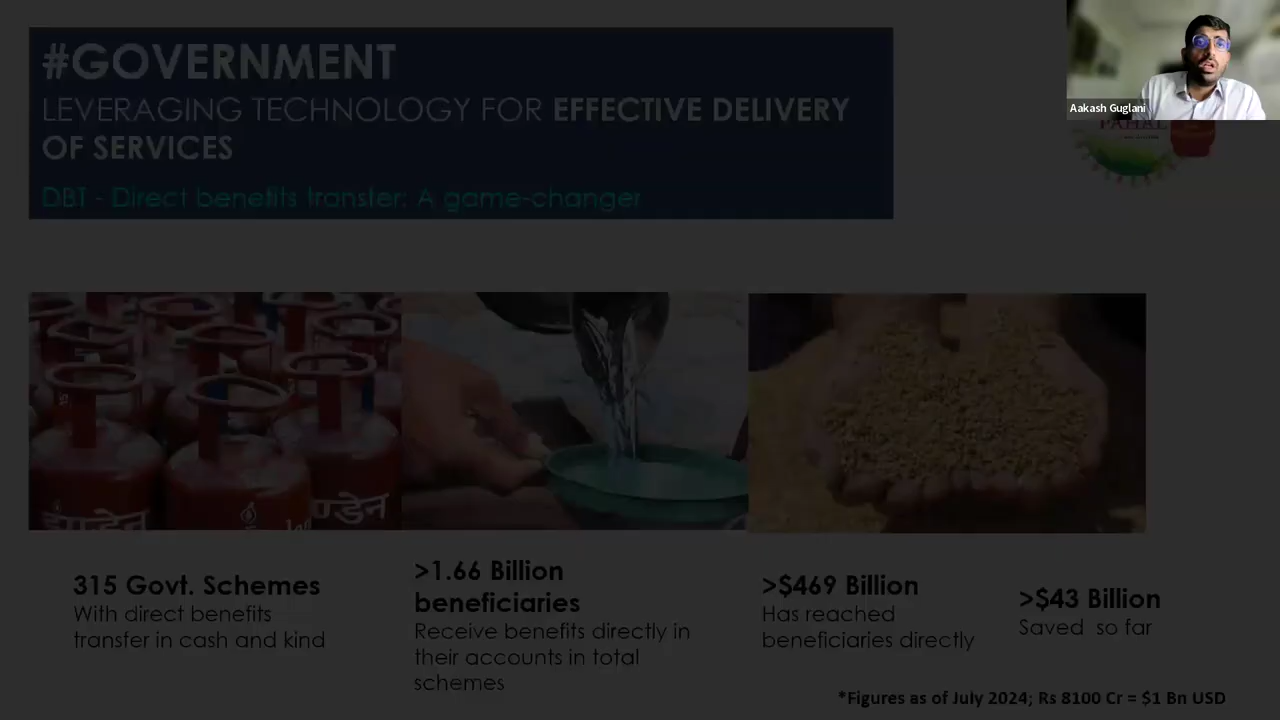 #GOVERNMENT
LEVERAGING TECHNOLOGY FOR EFFECTIVE DELIVERY
OF SERVICES
DBT - Direct benefits transfer: A game-changer
Aakash Guglani
PAHAL
315 Govt. Schemes
With direct benefits
transfer in cash and kind
>1.66 Billion
beneficiaries
Receive benefits directly in
their accounts in total
schemes
>$469 Billion
Has reached
beneficiaries directly
>$43 Billion
Saved so far
*Figures as of July 2024; Rs 8100 Cr = $1 Bn USD